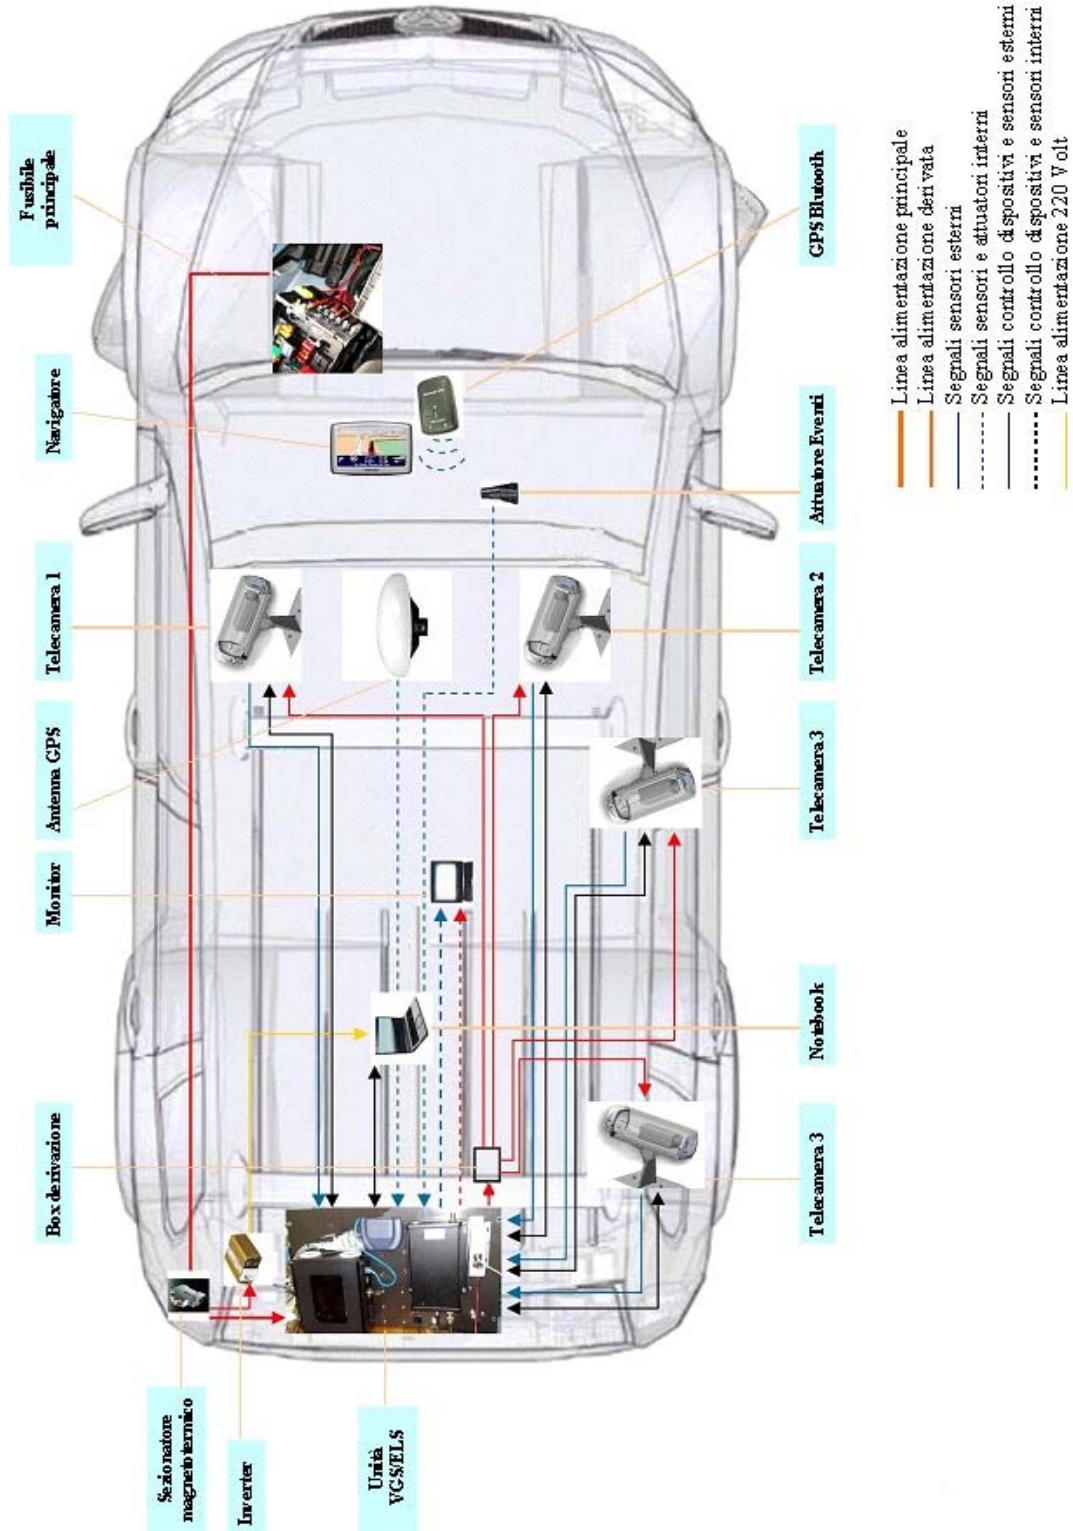 Sezionatore
magnetotermico
Inverter
Unità
VGS/ELS
Box derivazione
Monitor
Antenna GPS
Telecamera 1
Navigatore
Fusibile
principale
Telecamera 3
Notebook
Telecamera 3
Telecamera 2
Attuatore Eventi
GPS Blutooth
Linea alimentazione principale
Linea alimentazione derivata
Segnali sensori esterni
Segnali sensori e attuatori interni
Segnali controllo dispositivi e sensori esterni
Segnali controllo dispositivi e sensori interni
Linea alimentazione 220 Volt